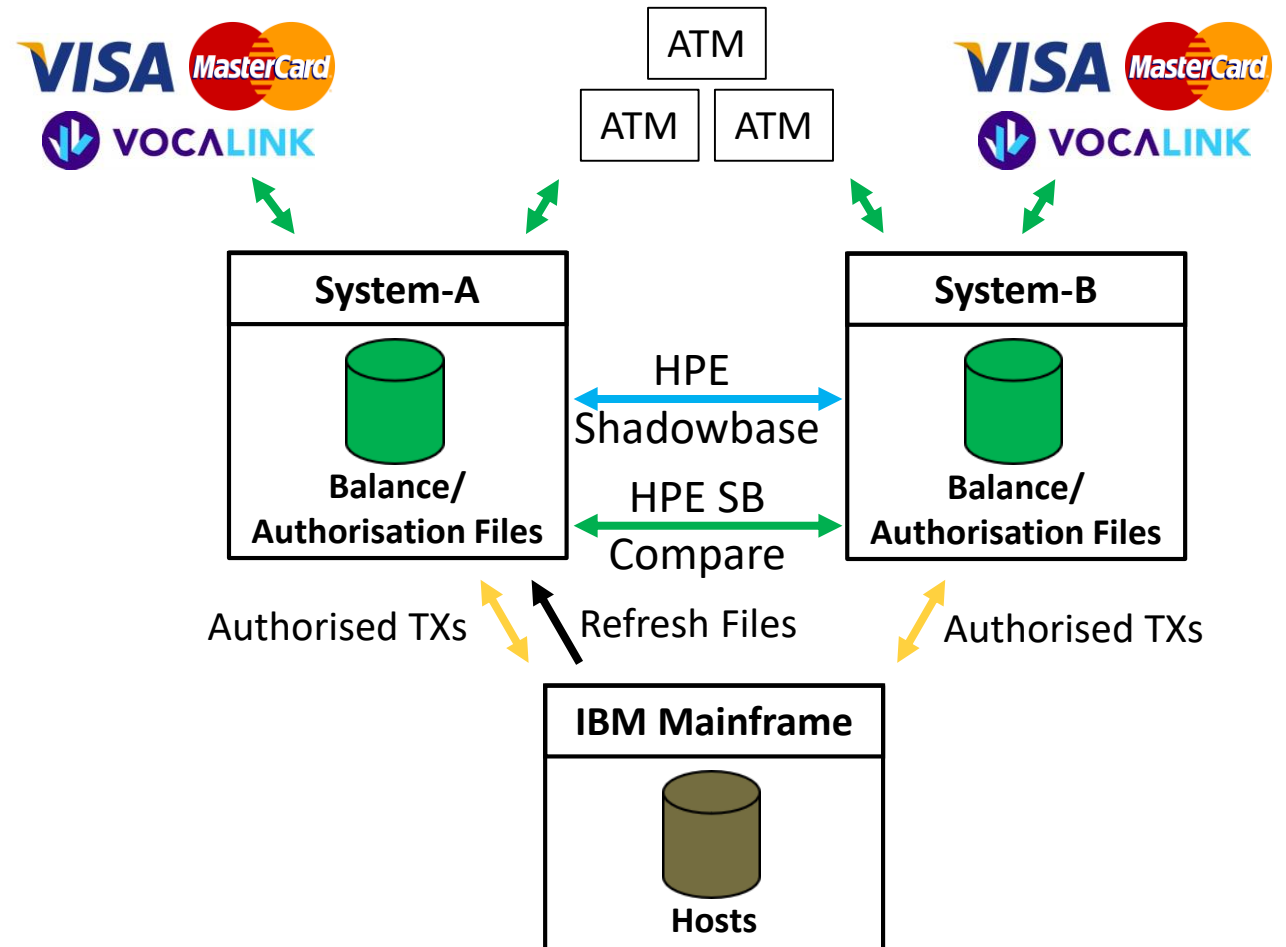 VISA MasterCard
VOCALINK
ATM
ATM ATM
VISA MasterCard
VOCALINK
System-A
Balance/
Authorisation Files
HPE
Shadowbase
HPE SB
Compare
System-B
Balance/
Authorisation Files
Authorised TXs
Refresh Files
Authorised TXs
IBM Mainframe
Hosts